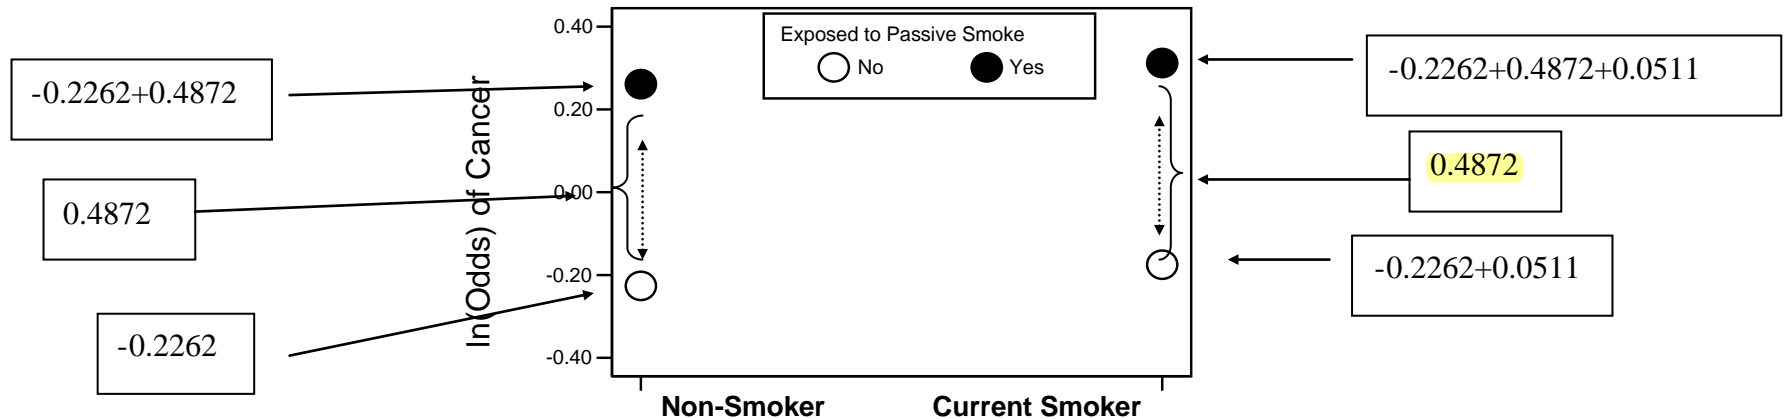 -0.2262+0.4872
0.4872
-0.2262
ln(Odds) of Cancer
0.40
0.20
0.00
-0.20
-0.40
Exposed to Passive Smoke
No
Yes
Non-Smoker
Current Smoker
-0.2262+0.4872+0.0511
0.4872
-0.2262+0.0511